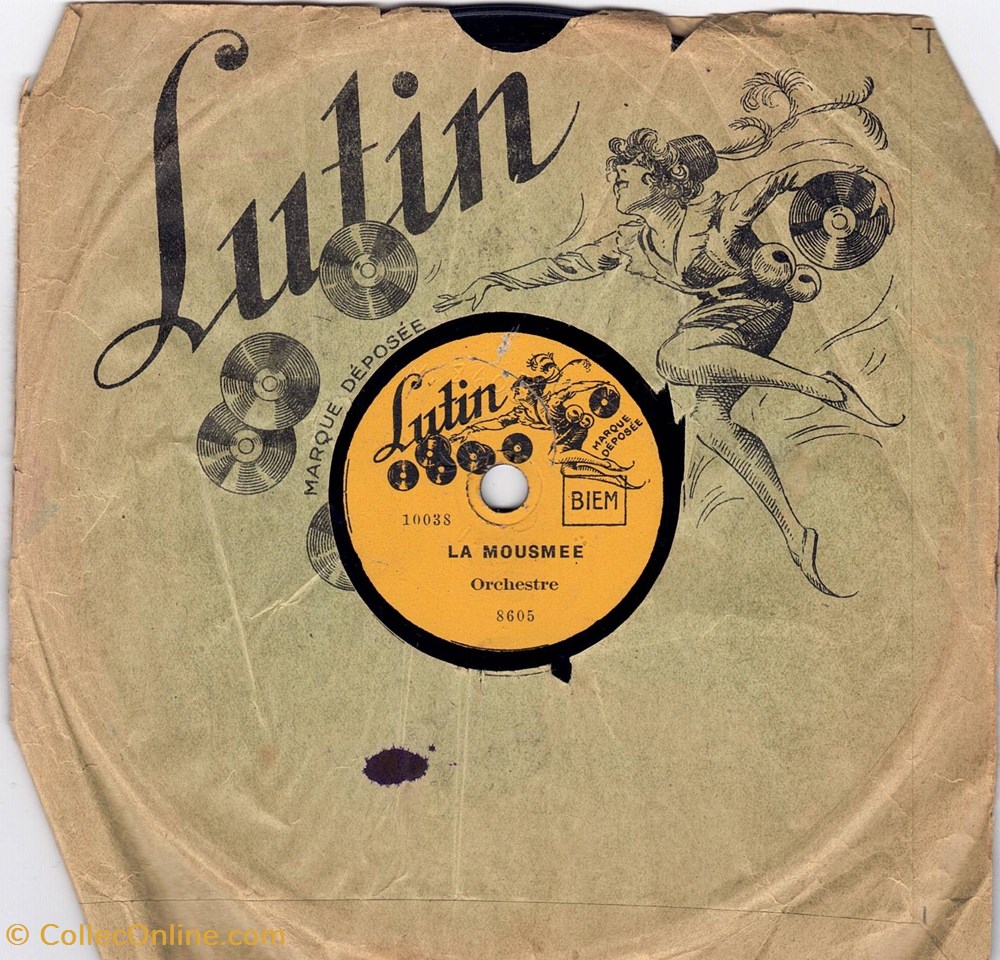 Lutin
MARQUE DÉPOSÉE
Lutin
MARQUE
DÉPOSÉE
BIEM
10038
LA MOUSMEE
Orchestre
8605
T
© CollecOnline.com